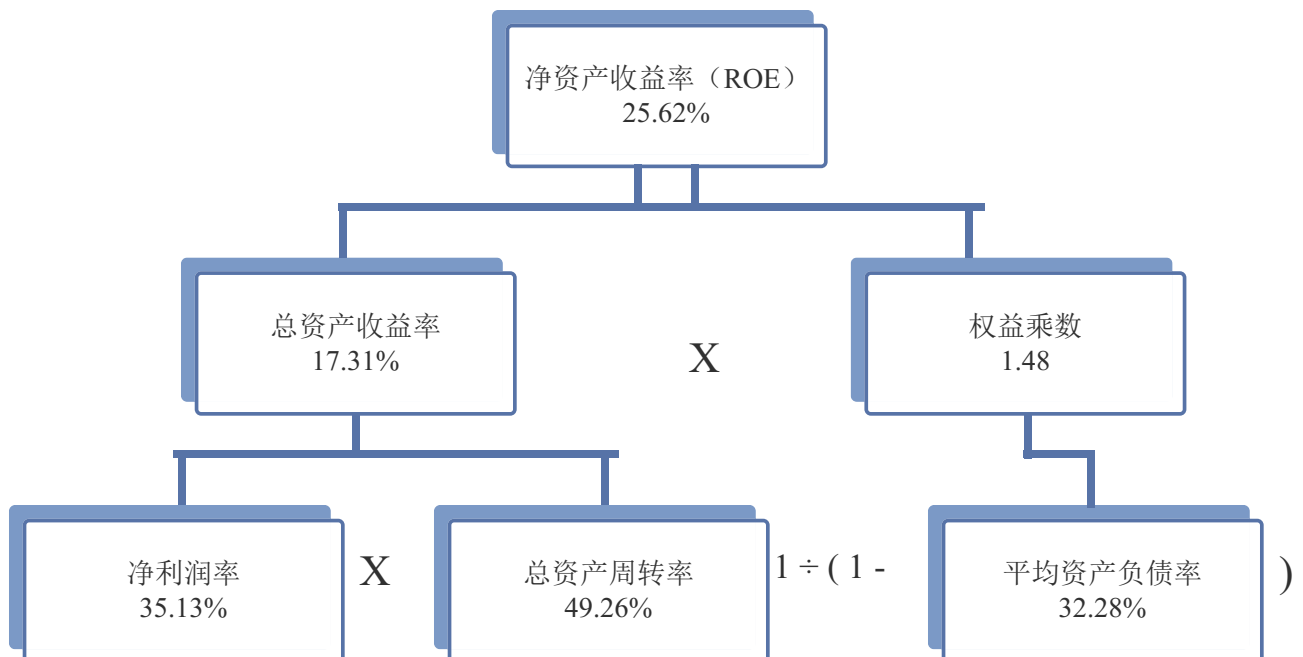 净资产收益率（ROE）
25.62%
总资产收益率
17.31%
X
权益乘数
1.48
净利润率
35.13%
X
总资产周转率
49.26%
1 ÷ ( 1 -
平均资产负债率
32.28%
)